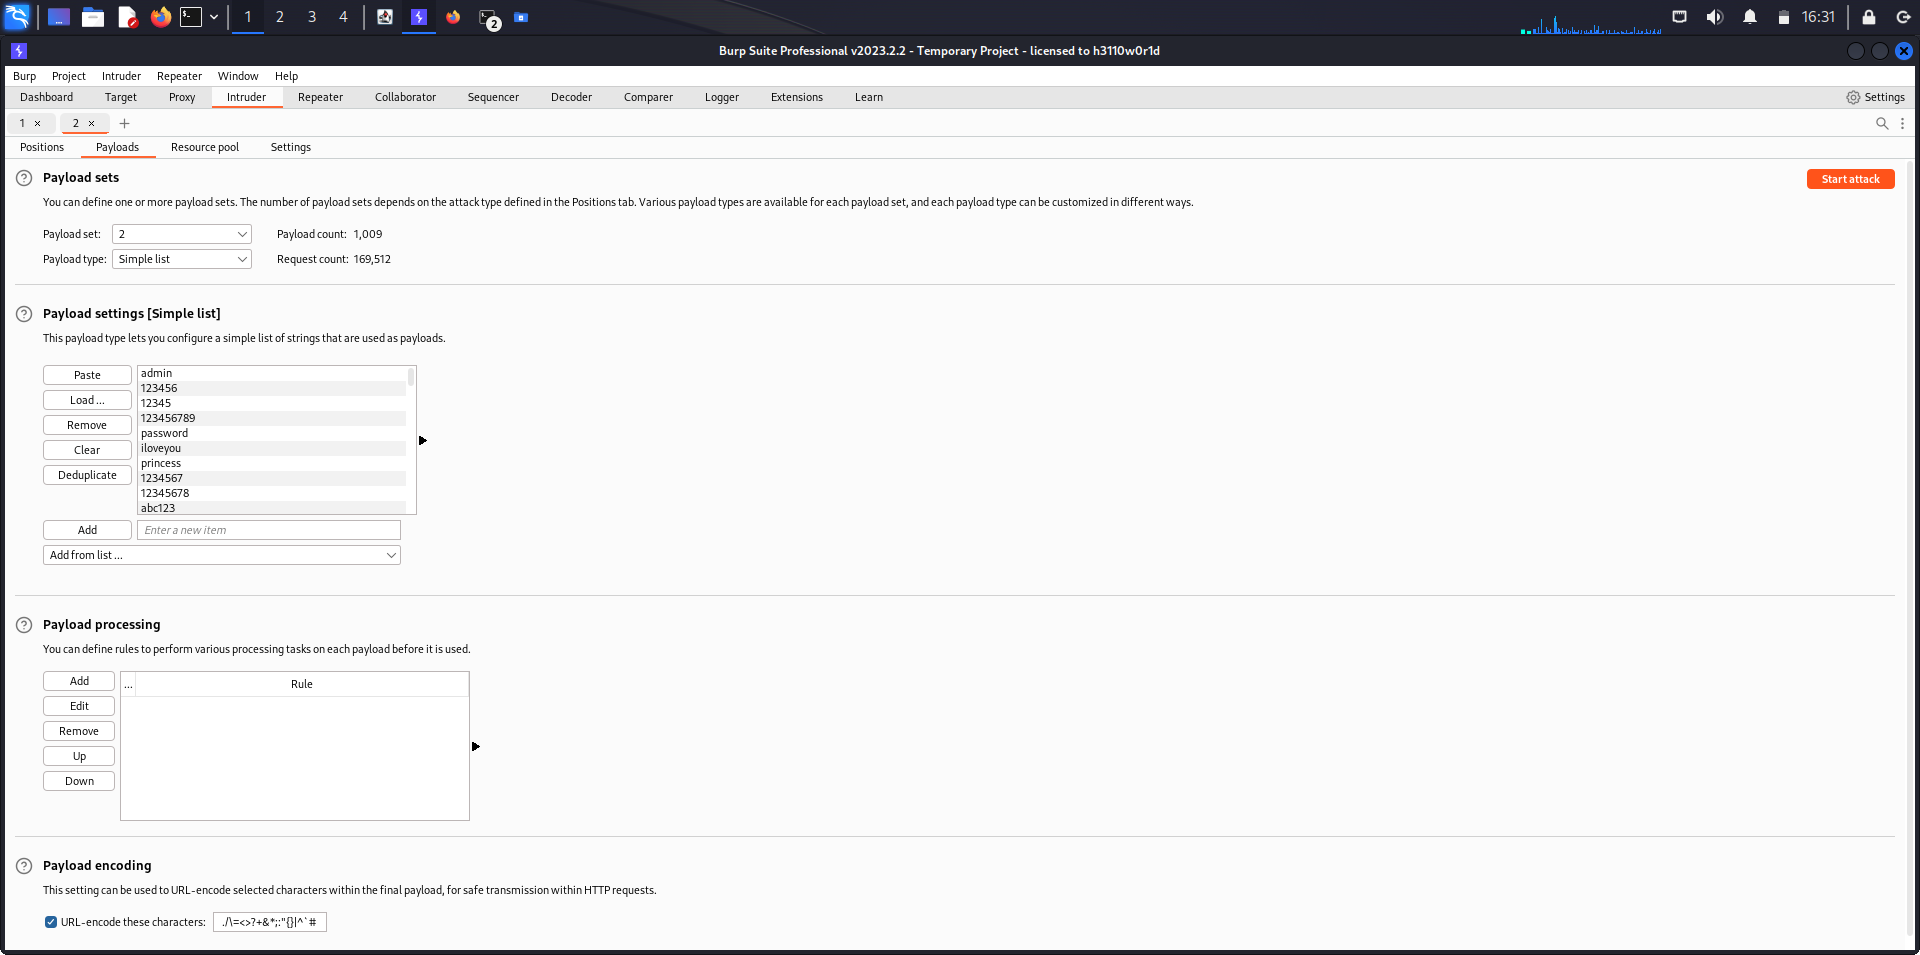 1 2 3 4 2 16:31
Burp Suite Professional v2023.2.2 - Temporary Project - licensed to h3110w0r1d
Burp Project Intruder Repeater Window Help
Dashboard Target Proxy Intruder Repeater Collaborator Sequencer Decoder Comparer Logger Extensions Learn Settings
1 × 2 × +
Positions Payloads Resource pool Settings
? Payload sets Start attack
You can define one or more payload sets. The number of payload sets depends on the attack type defined in the Positions tab. Various payload types are available for each payload set, and each payload type can be customized in different ways.
Payload set: 2 Payload count: 1,009
Payload type: Simple list Request count: 169,512
? Payload settings [Simple list]
This payload type lets you configure a simple list of strings that are used as payloads.
Paste
Load ...
Remove
Clear
Deduplicate
admin
123456
12345
123456789
password
iloveyou
princess
1234567
12345678
abc123
Add Enter a new item
Add from list ...
? Payload processing
You can define rules to perform various processing tasks on each payload before it is used.
Add ... Rule
Edit
Remove
Up
Down
? Payload encoding
This setting can be used to URL-encode selected characters within the final payload, for safe transmission within HTTP requests.
URL-encode these characters: ./\=<>?+&*;:"{}|^`#